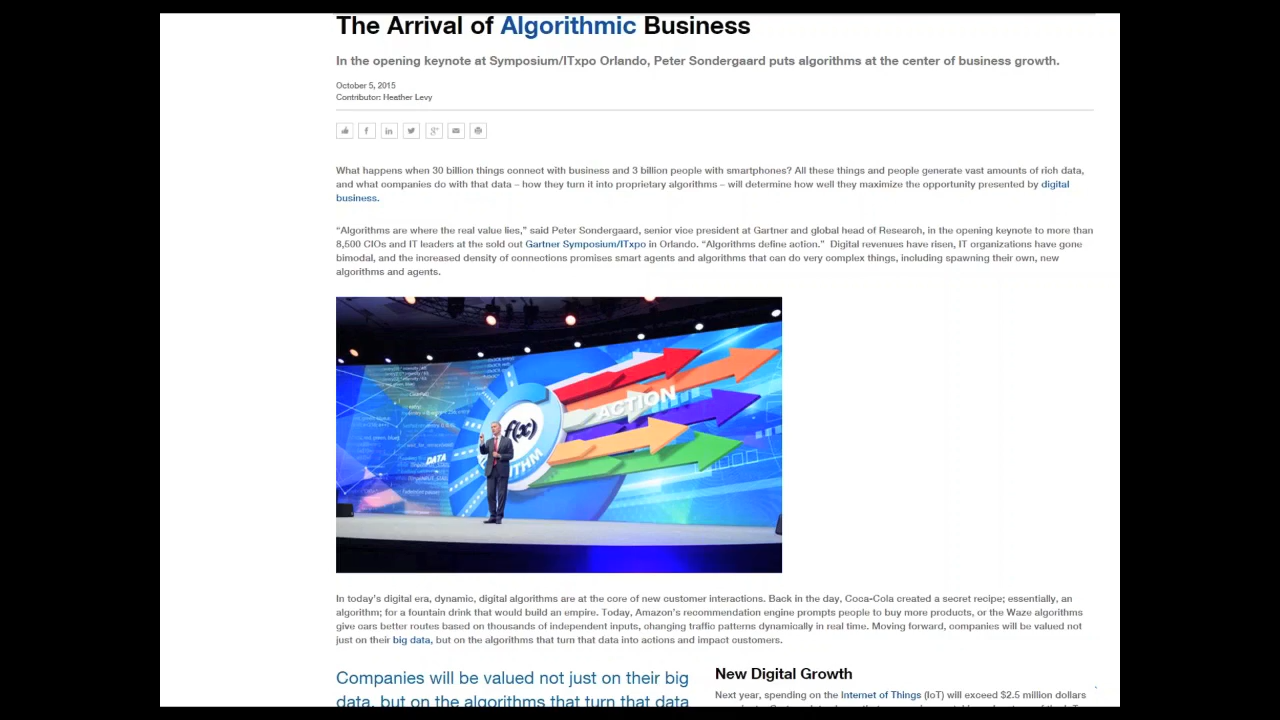 The Arrival of Algorithmic Business
In the opening keynote at Symposium/ITxpo Orlando, Peter Sondergaard puts algorithms at the center of business growth.
October 5, 2015
Contributor: Heather Levy
What happens when 30 billion things connect with business and 3 billion people with smartphones? All these things and people generate vast amounts of rich data,
and what companies do with that data – how they turn it into proprietary algorithms – will determine how well they maximize the opportunity presented by digital
business.
“Algorithms are where the real value lies,” said Peter Sondergaard, senior vice president at Gartner and global head of Research, in the opening keynote to more than
8,500 CIOs and IT leaders at the sold out Gartner Symposium/ITxpo in Orlando. “Algorithms define action.” Digital revenues have risen, IT organizations have gone
bimodal, and the increased density of connections promises smart agents and algorithms that can do very complex things, including spawning their own, new
algorithms and agents.
ACTION
f(x)
DATA
In today’s digital era, dynamic, digital algorithms are at the core of new customer interactions. Back in the day, Coca-Cola created a secret recipe; essentially, an
algorithm; for a fountain drink that would build an empire. Today, Amazon’s recommendation engine prompts people to buy more products, or the Waze algorithms
give cars better routes based on thousands of independent inputs, changing traffic patterns dynamically in real time. Moving forward, companies will be valued not
just on their big data, but on the algorithms that turn that data into actions and impact customers.
Companies will be valued not just on their big
data, but on the algorithms that turn that data
New Digital Growth
Next year, spending on the Internet of Things (IoT) will exceed $2.5 million dollars